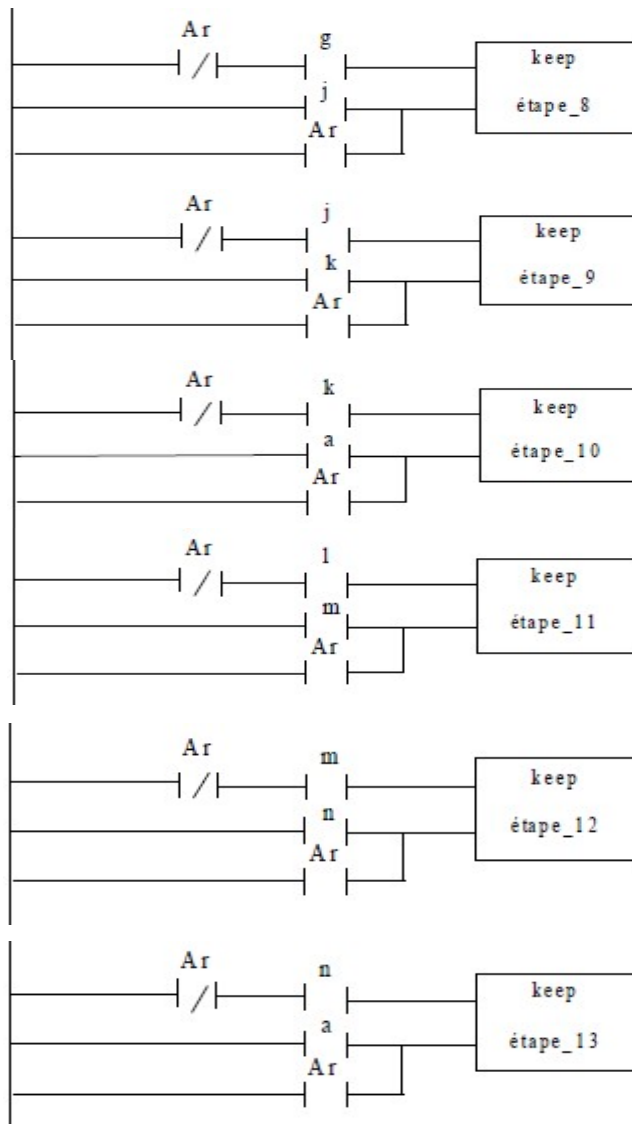 Ar g
keep
étape_8
j
Ar
Ar j
keep
étape_9
k
Ar
Ar k
keep
étape_10
a
Ar
Ar l
keep
étape_11
m
Ar
Ar m
keep
étape_12
n
Ar
Ar n
keep
étape_13
a
Ar